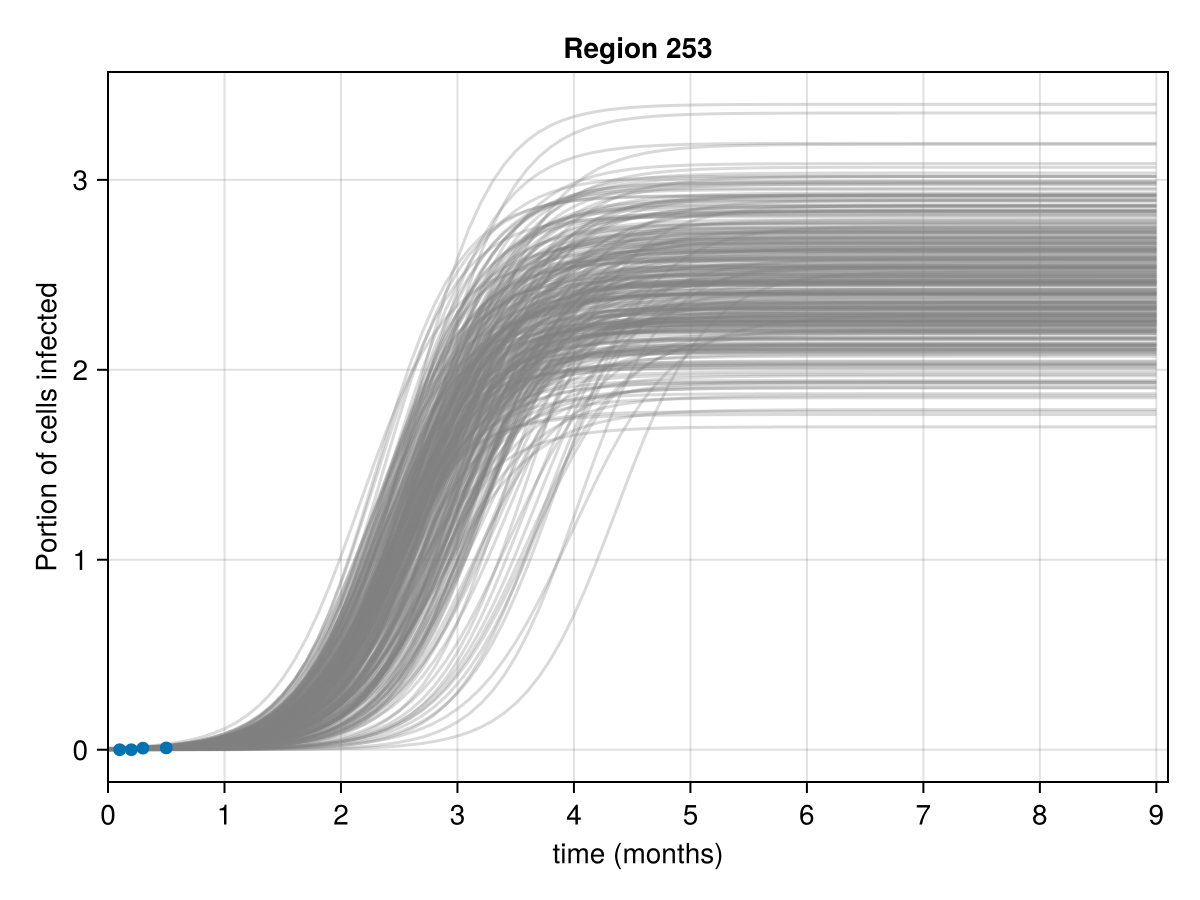 Region 253
Portion of cells infected
3
2
1
0
0 1 2 3 4 5 6 7 8 9
time (months)